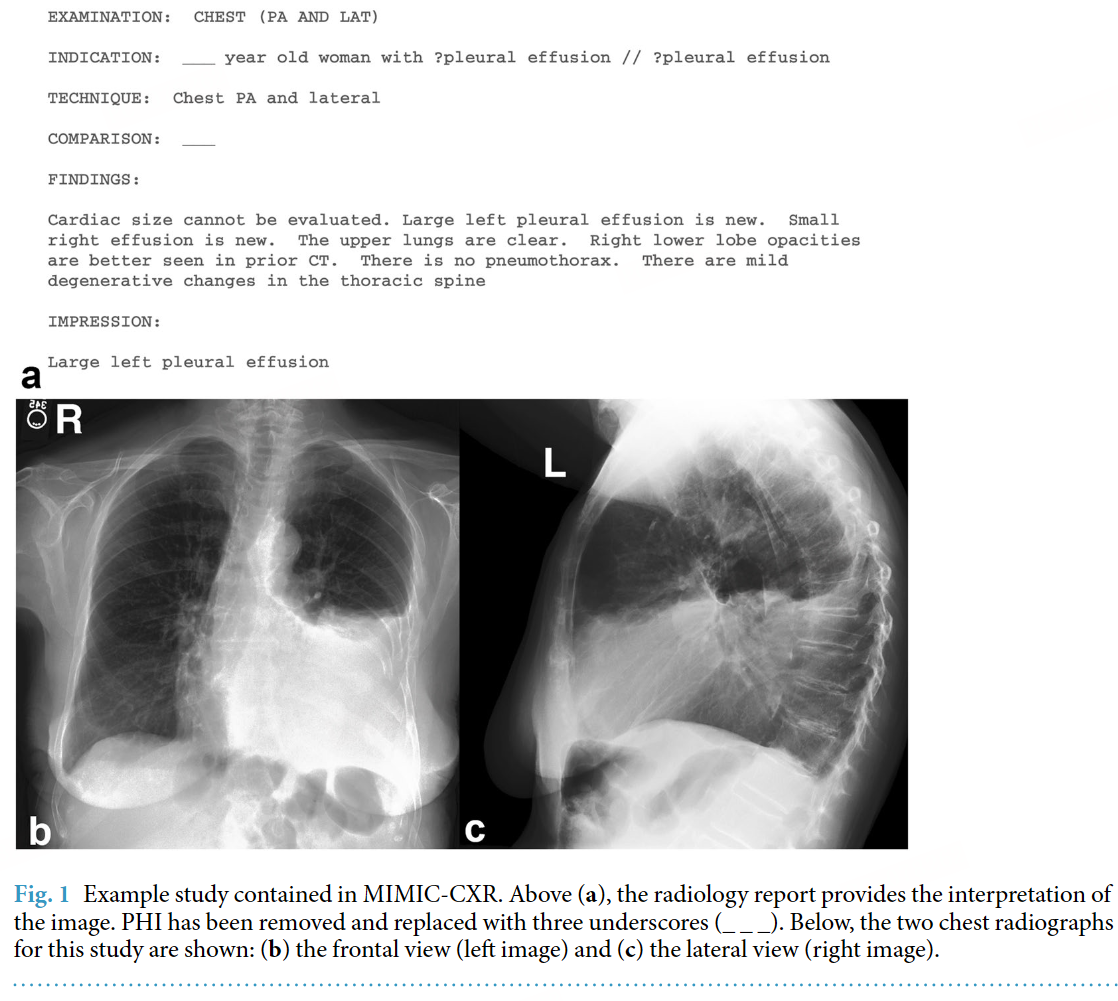 EXAMINATION: CHEST (PA AND LAT)
INDICATION: ___ year old woman with ?pleural effusion // ?pleural effusion
TECHNIQUE: Chest PA and lateral
COMPARISON: ___
FINDINGS:
Cardiac size cannot be evaluated. Large left pleural effusion is new. Small
right effusion is new. The upper lungs are clear. Right lower lobe opacities
are better seen in prior CT. There is no pneumothorax. There are mild
degenerative changes in the thoracic spine
IMPRESSION:
Large left pleural effusion
a
345
R
L
b
c
Fig. 1 Example study contained in MIMIC-CXR. Above (a), the radiology report provides the interpretation of
the image. PHI has been removed and replaced with three underscores (_ _ _). Below, the two chest radiographs
for this study are shown: (b) the frontal view (left image) and (c) the lateral view (right image).